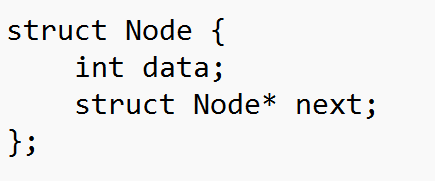 struct Node {
    int data;
    struct Node* next;
};